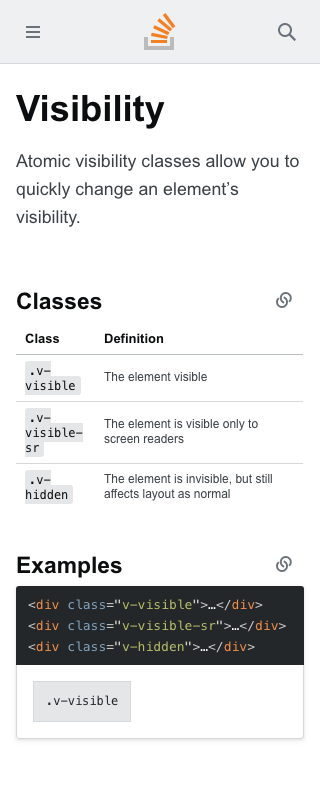 Visibility
Atomic visibility classes allow you to
quickly change an element’s
visibility.
Classes
Class Definition
.v-
visible
The element visible
.v-
visible-
sr
The element is visible only to
screen readers
.v-
hidden
The element is invisible, but still
affects layout as normal
Examples
<div class="v-visible">…</div>
<div class="v-visible-sr">…</div>
<div class="v-hidden">…</div>
.v-visible